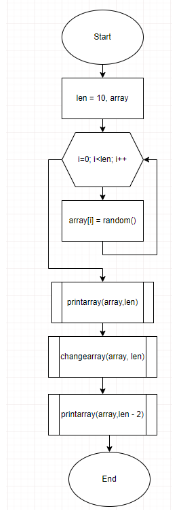 Start
len = 10, array
i=0; i<len; i++
array[i] = random()
printarray(array,len)
changearray(array, len)
printarray(array,len - 2)
End